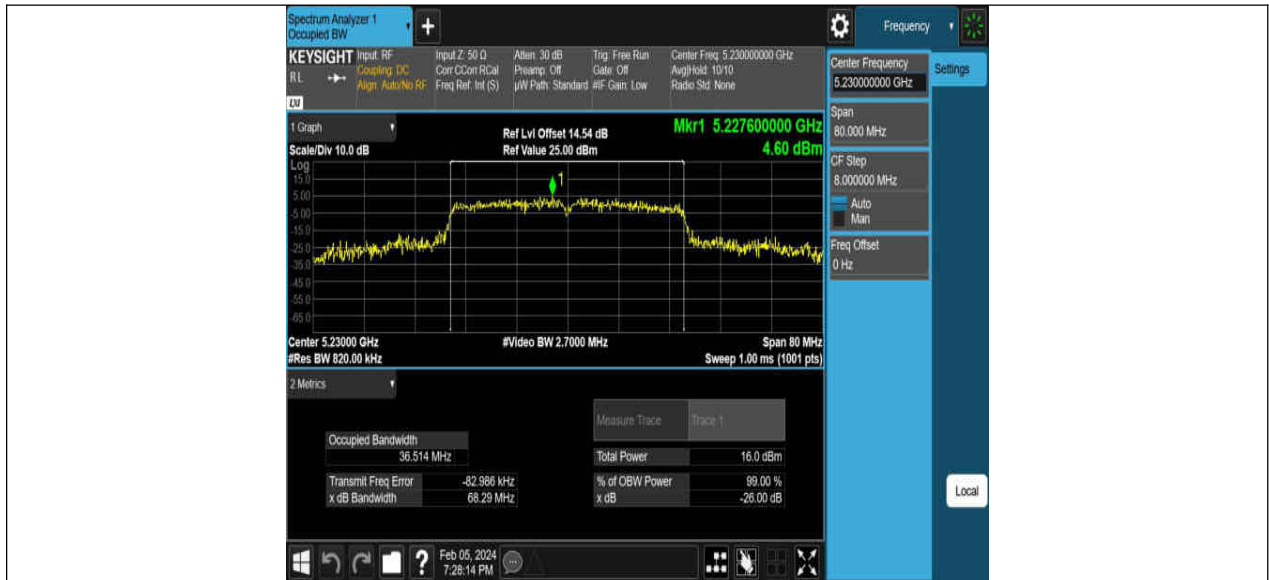 Spectrum Analyzer 1
Occupied BW
+
Frequency
KEYSIGHT
RL
LXI
Input: RF
Coupling: DC
Align: Auto/No RF
Input Z: 50 Ω
Corr CCorr RCal
Freq Ref: Int (S)
Atten: 30 dB
Preamp: Off
µW Path: Standard
Trig: Free Run
Gate: Off
#IF Gain: Low
Center Freq: 5.230000000 GHz
Avg|Hold: 10/10
Radio Std: None
Center Frequency
5.230000000 GHz
Settings
Span
80.000 MHz
CF Step
8.000000 MHz
Auto
Man
Freq Offset
0 Hz
1 Graph
Scale/Div 10.0 dB
Ref Lvl Offset 14.54 dB
Ref Value 25.00 dBm
Mkr1 5.227600000 GHz
4.60 dBm
Log
15.0
5.00
-5.00
-15.0
-25.0
-35.0
-45.0
-55.0
-65.0
1
Center 5.23000 GHz
#Res BW 820.00 kHz
#Video BW 2.7000 MHz
Span 80 MHz
Sweep 1.00 ms (1001 pts)
2 Metrics
Measure Trace Trace 1
Occupied Bandwidth
36.514 MHz
Total Power 16.0 dBm
Transmit Freq Error -82.986 kHz
% of OBW Power 99.00 %
x dB Bandwidth 68.29 MHz
x dB -26.00 dB
Local
?
Feb 05, 2024
7:28:14 PM